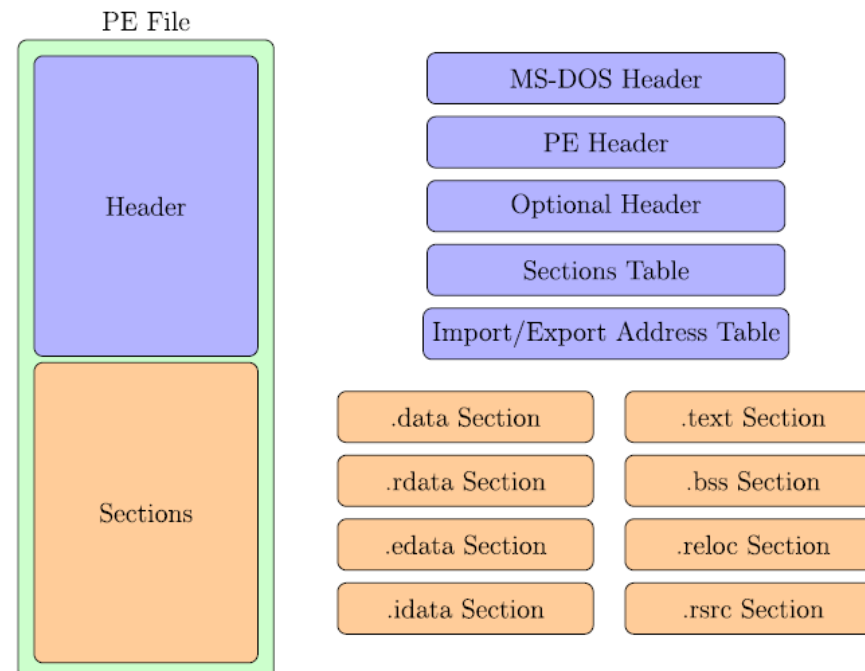 PE File
Header
Sections
MS-DOS Header
PE Header
Optional Header
Sections Table
Import/Export Address Table
.data Section
.text Section
.rdata Section
.bss Section
.edata Section
.reloc Section
.idata Section
.rsrc Section